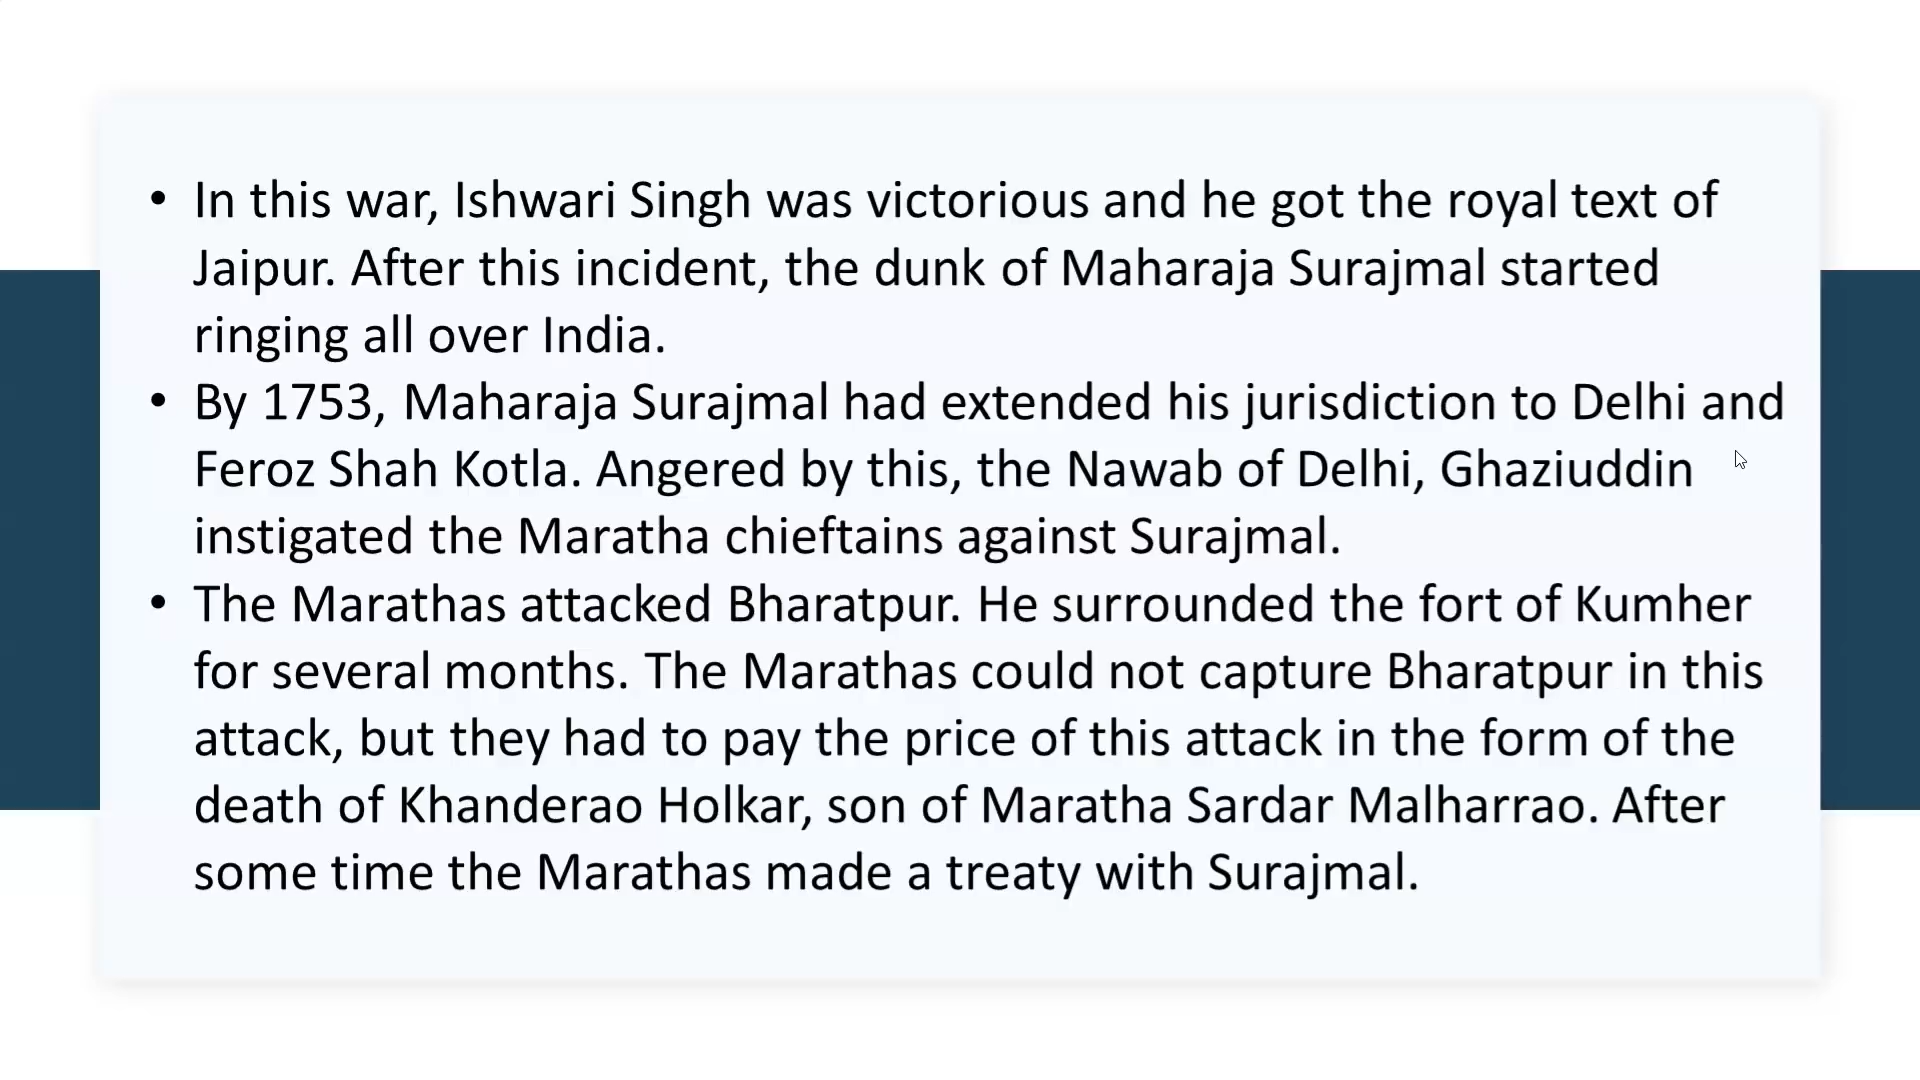 • In this war, Ishwari Singh was victorious and he got the royal text of
Jaipur. After this incident, the dunk of Maharaja Surajmal started
ringing all over India.
• By 1753, Maharaja Surajmal had extended his jurisdiction to Delhi and
Feroz Shah Kotla. Angered by this, the Nawab of Delhi, Ghaziuddin
instigated the Maratha chieftains against Surajmal.
• The Marathas attacked Bharatpur. He surrounded the fort of Kumher
for several months. The Marathas could not capture Bharatpur in this
attack, but they had to pay the price of this attack in the form of the
death of Khanderao Holkar, son of Maratha Sardar Malharrao. After
some time the Marathas made a treaty with Surajmal.